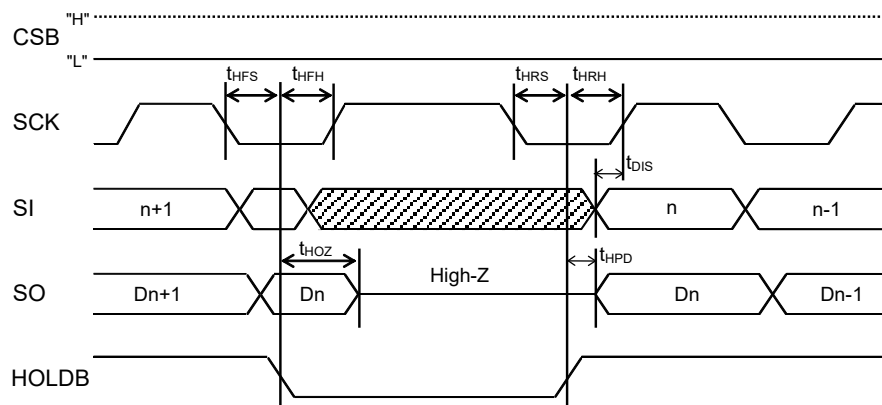 "H"
CSB
"L"
tHFS tHFH tHRS tHRH
SCK
tDIS
SI n+1 n n-1
tHOZ tHPD
High-Z
SO Dn+1 Dn Dn Dn-1
HOLDB